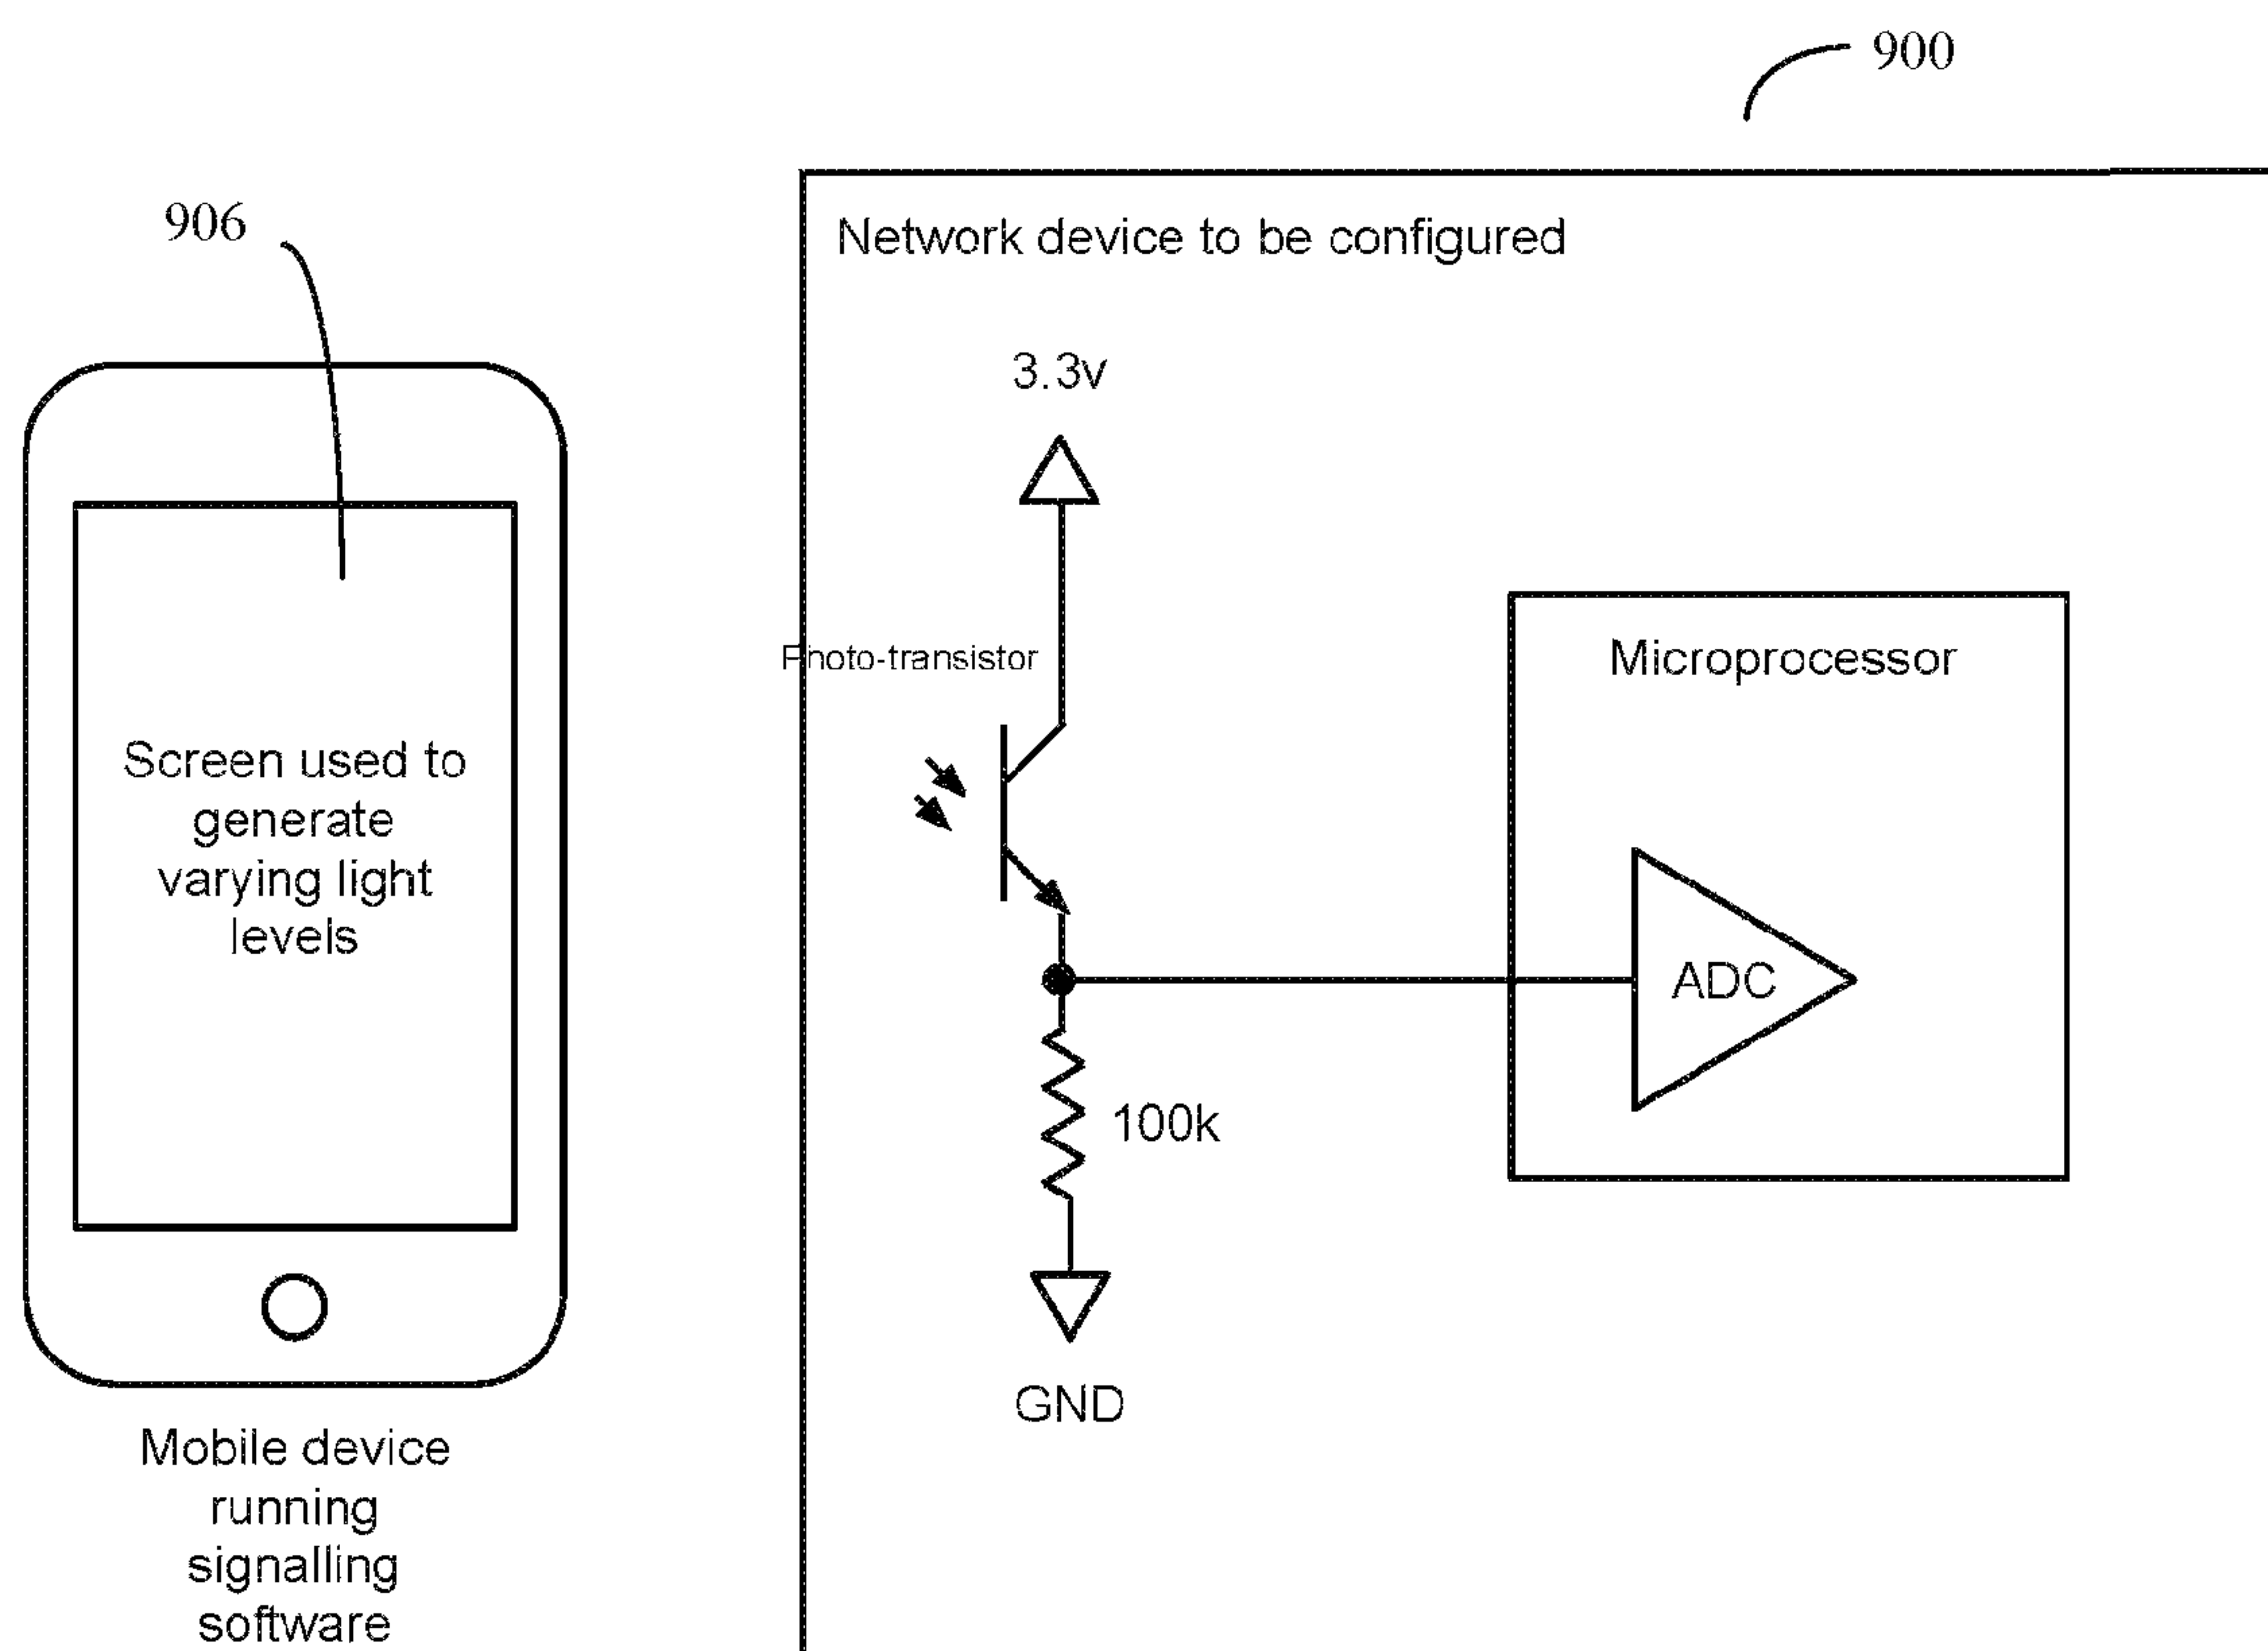 900
906
Network device to be configured
3.3v
Photo-transistor
Microprocessor
Screen used to
generate
varying light
levels
ADC
100k
GND
Mobile device
running
signalling
software